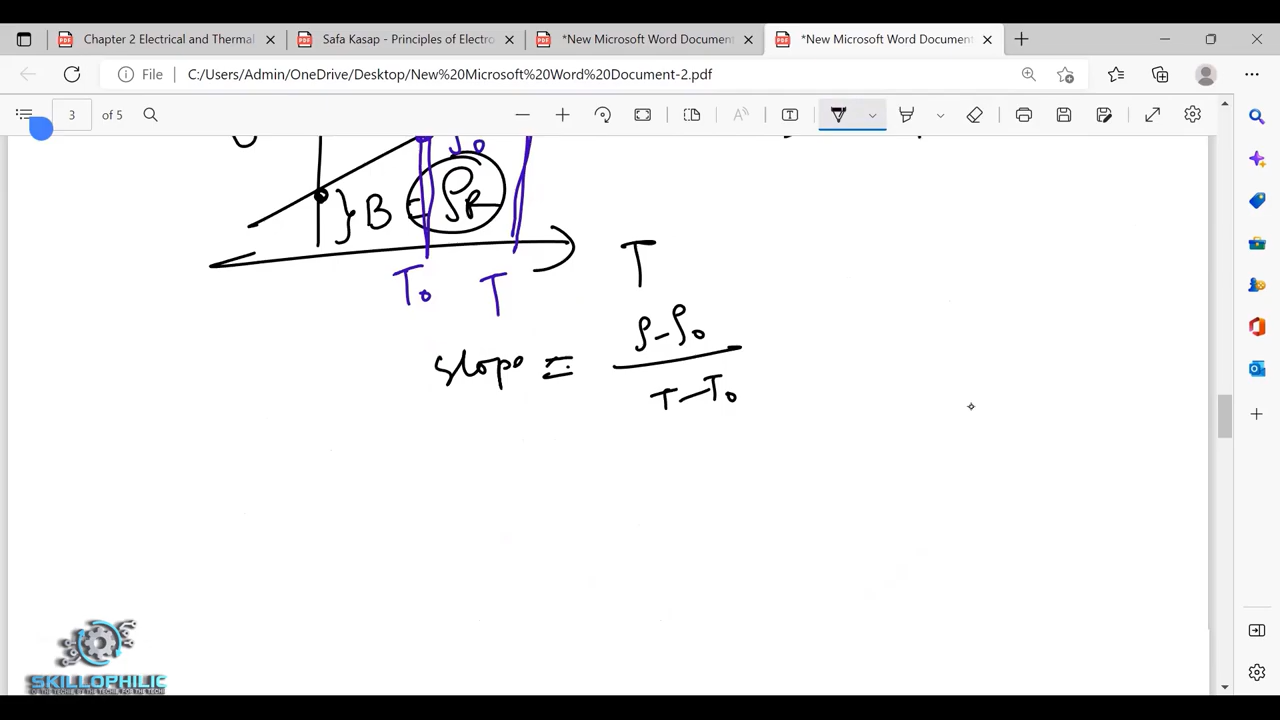 Chapter 2 Electrical and Thermal
Safa Kasap - Principles of Electro
*New Microsoft Word Document
*New Microsoft Word Document
File
C:/Users/Admin/OneDrive/Desktop/New%20Microsoft%20Word%20Document-2.pdf
3 of 5
ρ0
} B
ρR
T0 T
T
slope = ρ-ρ0 / T-T0
SKILLOPHILIC